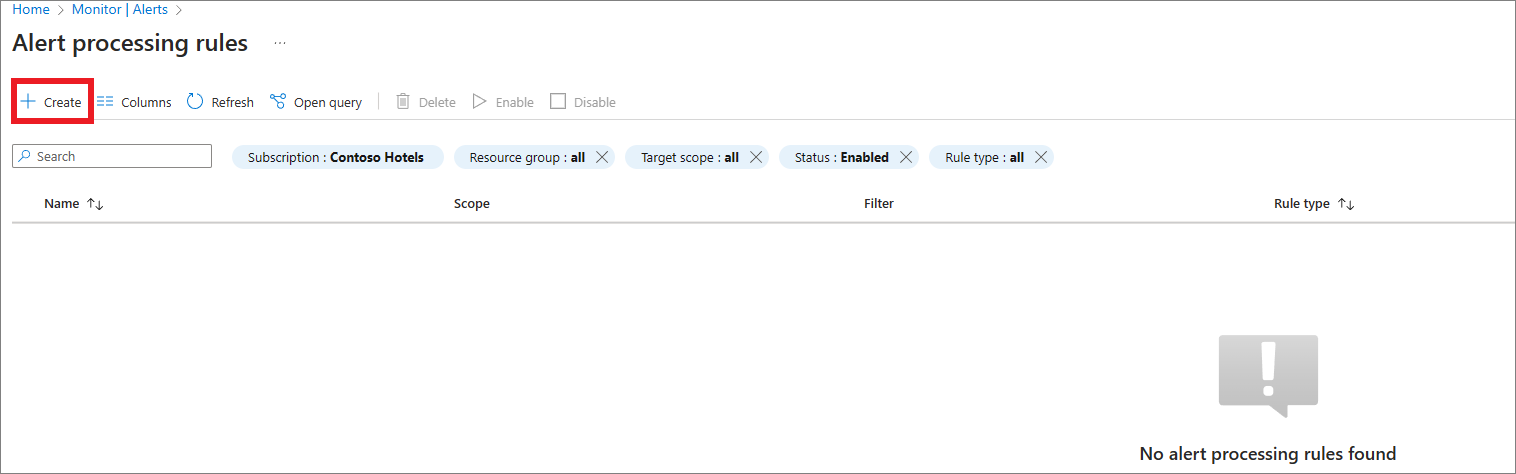 Home > Monitor | Alerts >
Alert processing rules ...
Create Columns Refresh Open query Delete Enable Disable
Search Subscription : Contoso Hotels Resource group : all Target scope : all Status : Enabled Rule type : all
Name Scope Filter Rule type
No alert processing rules found